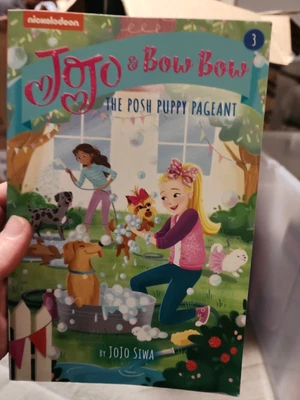 nickelodeon
3
JoJo & Bow Bow
THE POSH PUPPY PAGEANT
BY JOJO SIWA